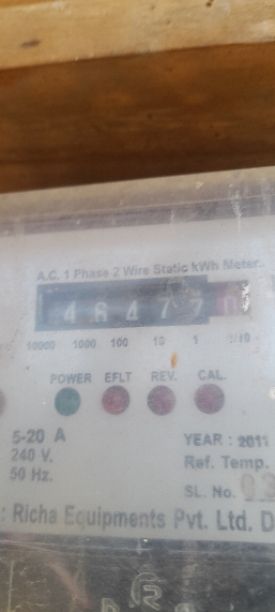 A.C. 1 Phase 2 Wire Static kWh Meter.
46477
10000 1000 100 10 1 1/10
POWER EFLT REV. CAL.
5-20 A
YEAR : 2011
240 V.
Ref. Temp.
50 Hz.
SL. No.
: Richa Equipments Pvt. Ltd. D